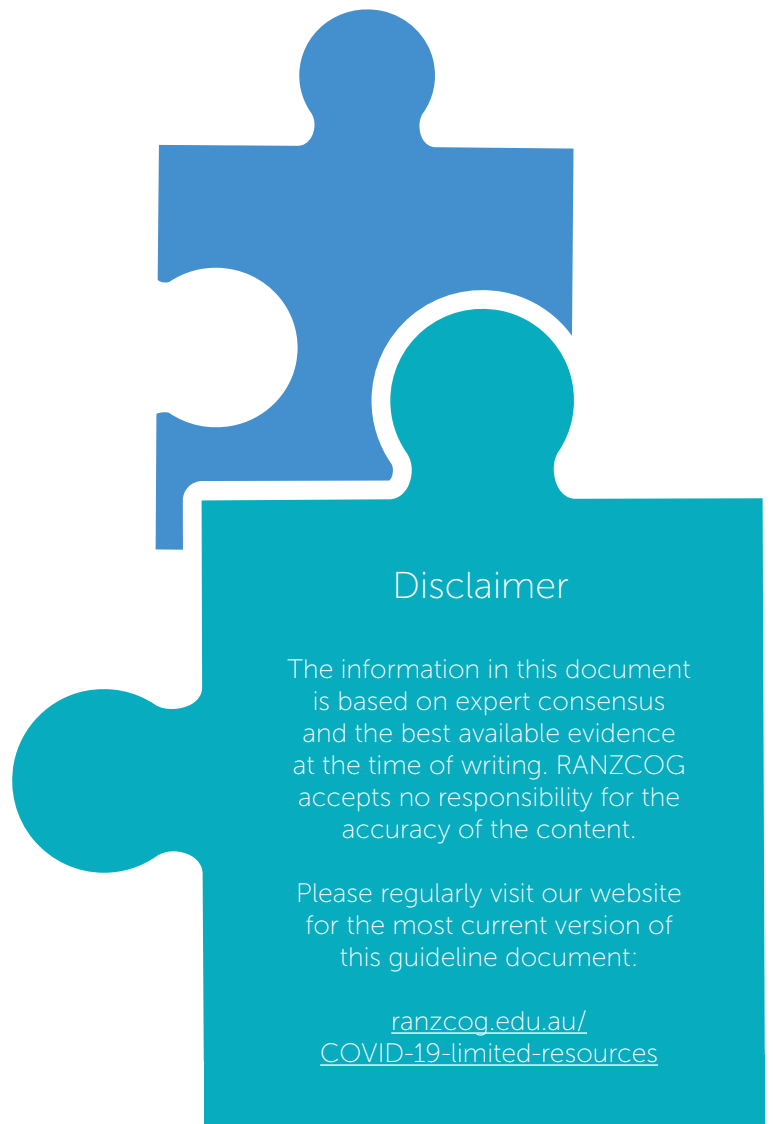 Disclaimer
The information in this document
is based on expert consensus
and the best available evidence
at the time of writing. RANZCOG
accepts no responsibility for the
accuracy of the content.
Please regularly visit our website
for the most current version of
this guideline document:
ranzcog.edu.au/
COVID-19-limited-resources